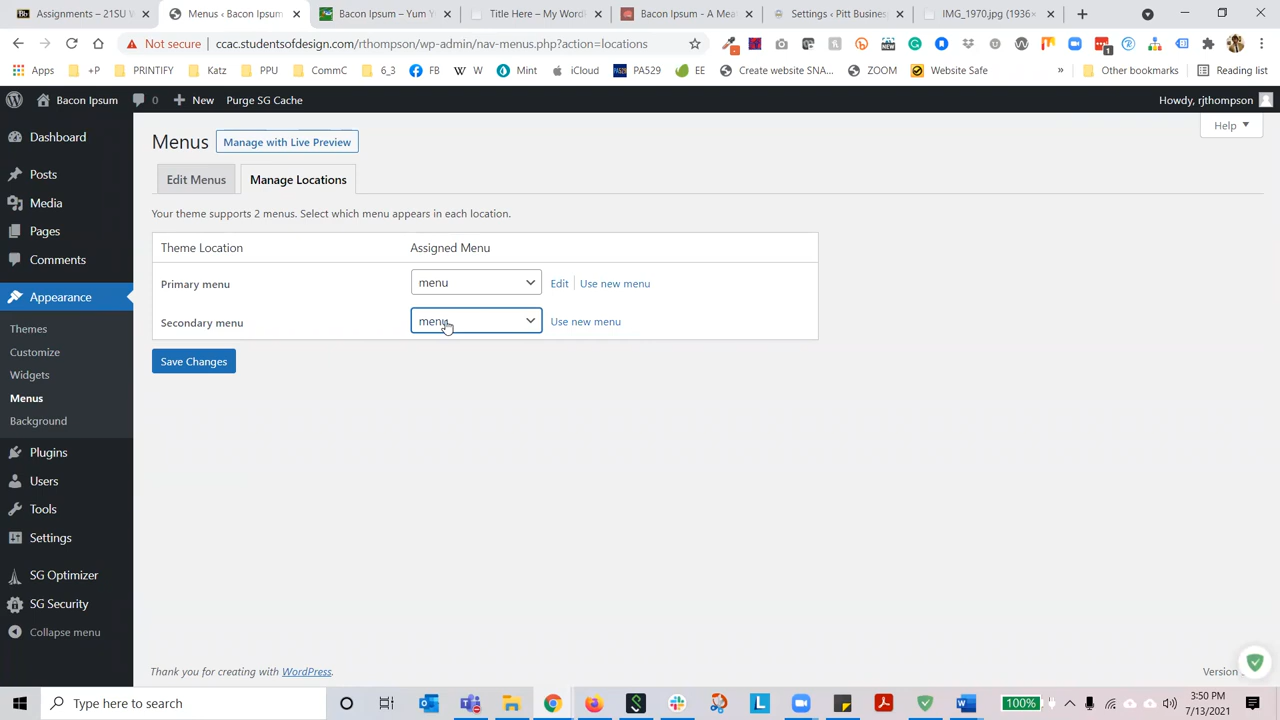 Assignments – 21SU W
Menus ‹ Bacon Ipsum —
Bacon Ipsum – Yum Y
Title Here – My WordP
Bacon Ipsum - A Meat
Settings ‹ Pitt Business
IMG_1970.jpg (1936×
Not secure
ccac.studentsofdesign.com/rthompson/wp-admin/nav-menus.php?action=locations
Apps
+P
PRINTIFY
Katz
PPU
CommC
6_3
FB
W
Mint
iCloud
PA529
EE
Create website SNA...
ZOOM
Website Safe
»
Other bookmarks
Reading list
Bacon Ipsum
0
New
Purge SG Cache
Howdy, rjthompson
Dashboard
Posts
Media
Pages
Comments
Appearance
Themes
Customize
Widgets
Menus
Background
Plugins
Users
Tools
Settings
SG Optimizer
SG Security
Collapse menu
Menus
Manage with Live Preview
Help
Edit Menus
Manage Locations
Your theme supports 2 menus. Select which menu appears in each location.
Theme Location
Assigned Menu
Primary menu
menu
Edit
Use new menu
Secondary menu
menu
Use new menu
Save Changes
Thank you for creating with WordPress.
Version
Type here to search
100%
3:50 PM
7/13/2021